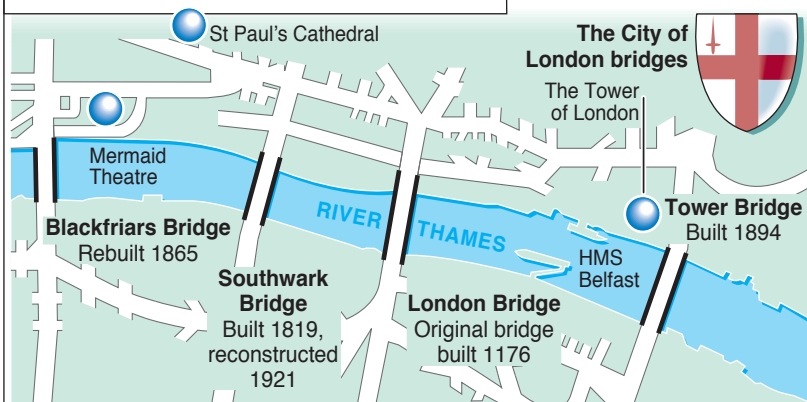 St Paul's Cathedral
The City of
London bridges
The Tower
of London
Mermaid
Theatre
Blackfriars Bridge
Rebuilt 1865
Southwark
Bridge
Built 1819,
reconstructed
1921
RIVER THAMES
London Bridge
Original bridge
built 1176
HMS
Belfast
Tower Bridge
Built 1894